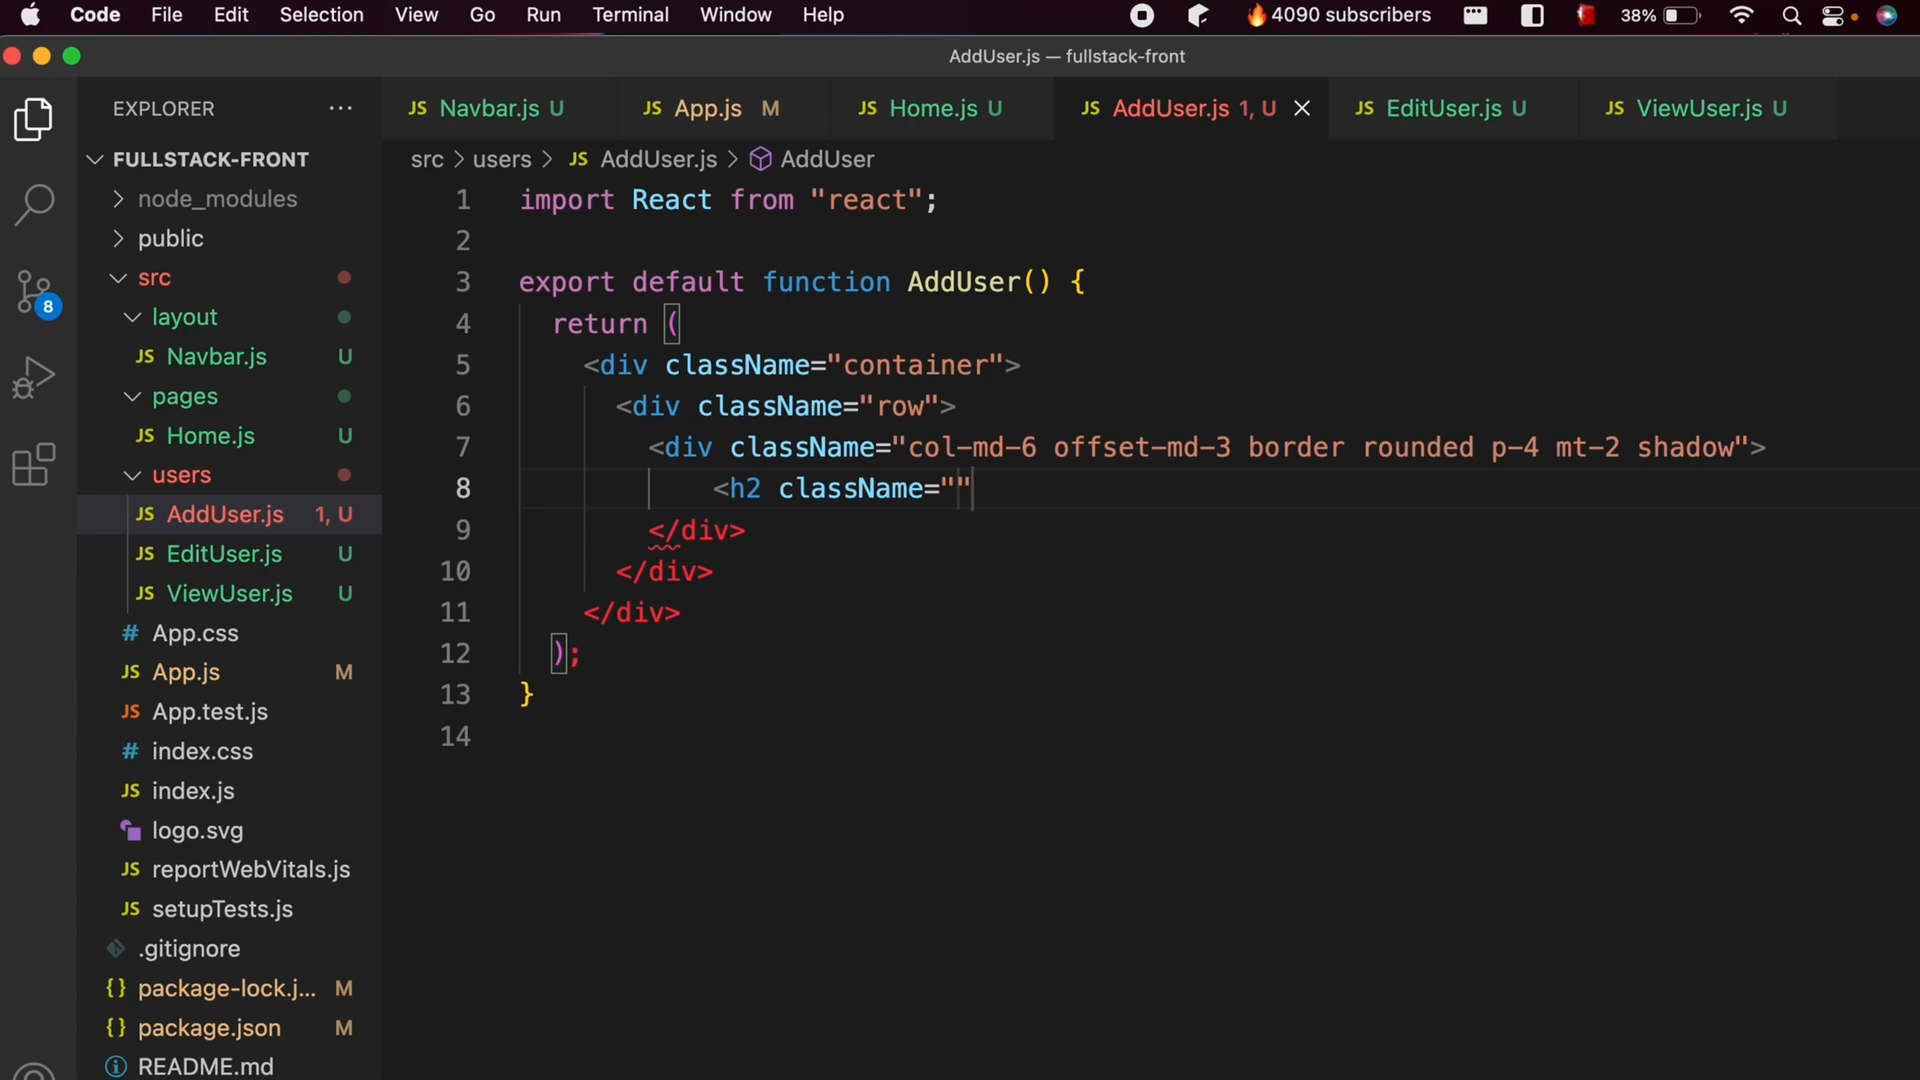 Code File Edit Selection View Go Run Terminal Window Help 🔥4090 subscribers 38%
AddUser.js — fullstack-front
EXPLORER ···
JS Navbar.js U JS App.js M JS Home.js U JS AddUser.js 1, U × JS EditUser.js U JS ViewUser.js U
src > users > JS AddUser.js > AddUser
FULLSTACK-FRONT
node_modules
public
src
layout
JS Navbar.js U
pages
JS Home.js U
users
JS AddUser.js 1, U
JS EditUser.js U
JS ViewUser.js U
# App.css
JS App.js M
JS App.test.js
# index.css
JS index.js
logo.svg
JS reportWebVitals.js
JS setupTests.js
.gitignore
{} package-lock.j... M
{} package.json M
README.md
8
1 import React from "react";
2
3 export default function AddUser() {
4 return (
5 <div className="container">
6 <div className="row">
7 <div className="col-md-6 offset-md-3 border rounded p-4 mt-2 shadow">
8 <h2 className=""
9 </div>
10 </div>
11 </div>
12 );
13 }
14